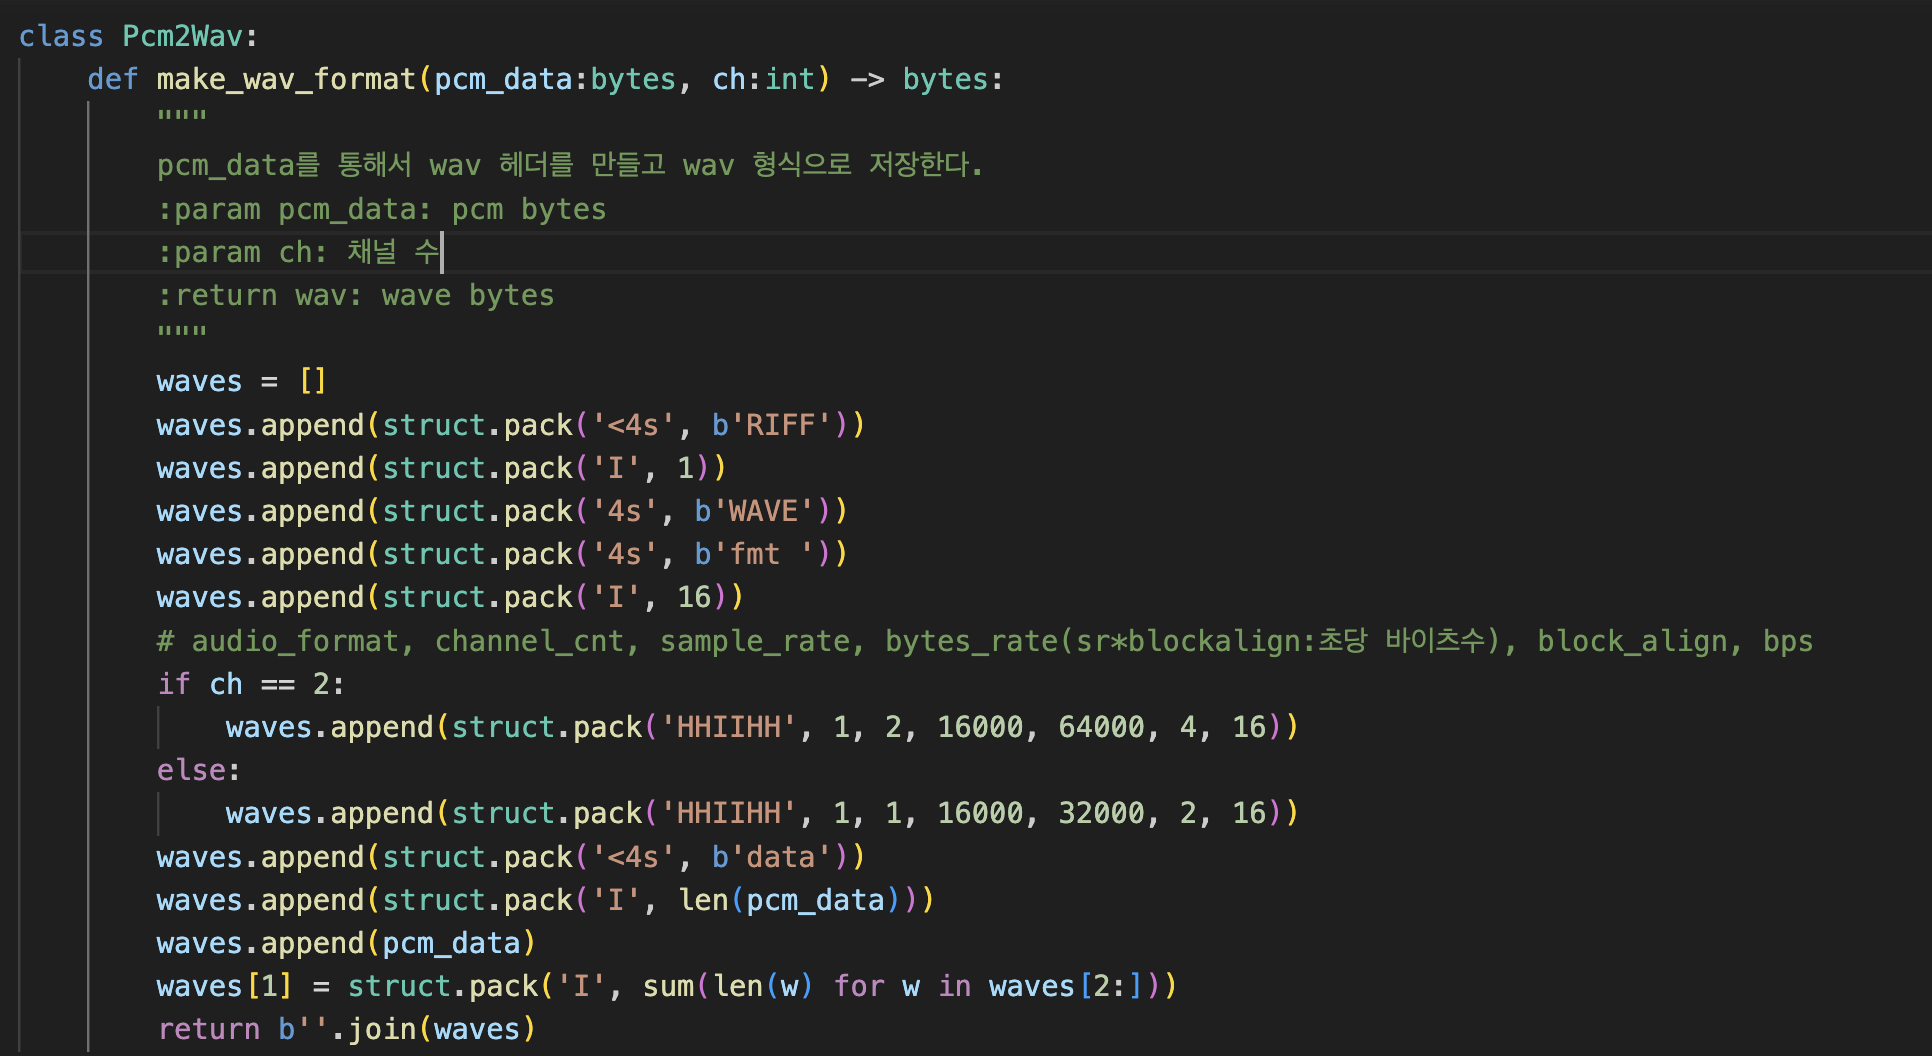 class Pcm2Wav:
    def make_wav_format(pcm_data:bytes, ch:int) -> bytes:
        """
        pcm_data를 통해서 wav 헤더를 만들고 wav 형식으로 저장한다.
        :param pcm_data: pcm bytes
        :param ch: 채널 수
        :return wav: wave bytes
        """
        waves = []
        waves.append(struct.pack('<4s', b'RIFF'))
        waves.append(struct.pack('I', 1))
        waves.append(struct.pack('4s', b'WAVE'))
        waves.append(struct.pack('4s', b'fmt '))
        waves.append(struct.pack('I', 16))
        # audio_format, channel_cnt, sample_rate, bytes_rate(sr*blockalign:초당 바이츠수), block_align, bps
        if ch == 2:
            waves.append(struct.pack('HHIIHH', 1, 2, 16000, 64000, 4, 16))
        else:
            waves.append(struct.pack('HHIIHH', 1, 1, 16000, 32000, 2, 16))
        waves.append(struct.pack('<4s', b'data'))
        waves.append(struct.pack('I', len(pcm_data)))
        waves.append(pcm_data)
        waves[1] = struct.pack('I', sum(len(w) for w in waves[2:]))
        return b''.join(waves)